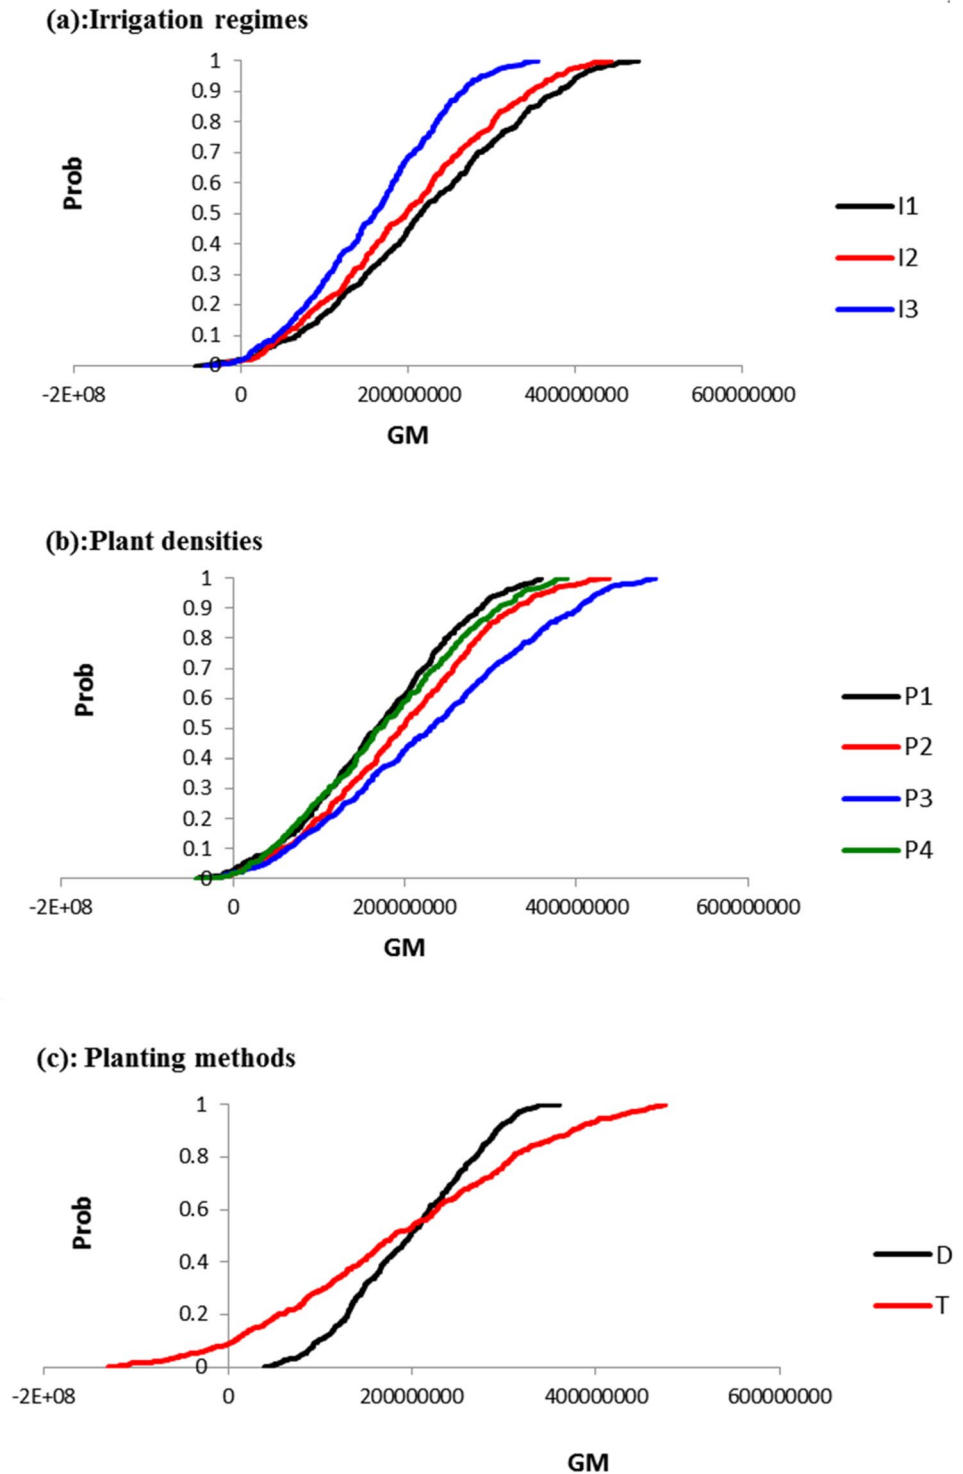 (a):Irrigation regimes
1
0.9
0.8
0.7
0.6
0.5
0.4
0.3
0.2
0.1
0
Prob
-2E+08 0 200000000 400000000 600000000
GM
I1
I2
I3
(b):Plant densities
1
0.9
0.8
0.7
0.6
0.5
0.4
0.3
0.2
0.1
0
Prob
-2E+08 0 200000000 400000000 600000000
GM
P1
P2
P3
P4
(c): Planting methods
1
0.8
0.6
0.4
0.2
0
Prob
-2E+08 0 200000000 400000000 600000000
GM
D
T